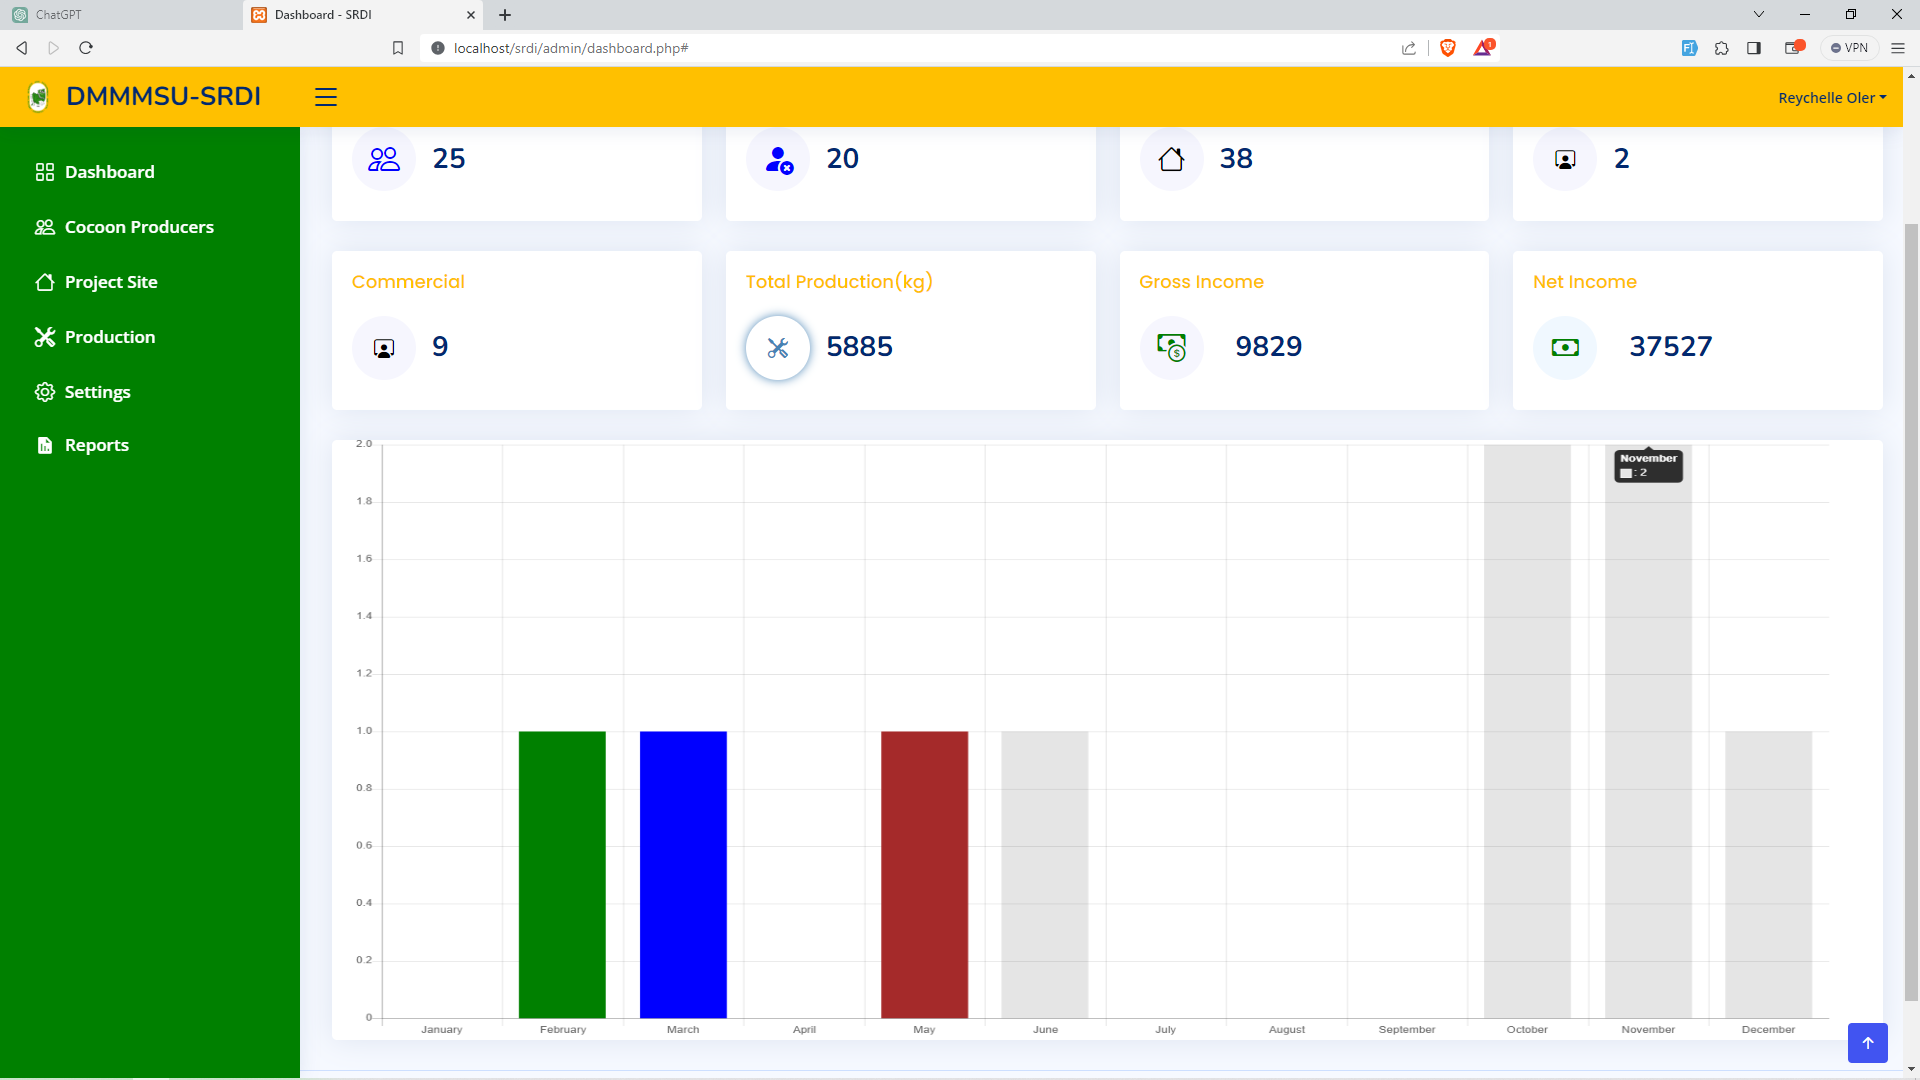 ChatGPT
Dashboard - SRDI
localhost/srdi/admin/dashboard.php#
1
VPN
DMMMSU-SRDI
Reychelle Oler
Dashboard
Cocoon Producers
Project Site
Production
Settings
Reports
25
20
38
2
Commercial
9
Total Production(kg)
5885
Gross Income
9829
Net Income
37527
2.0
1.8
1.6
1.4
1.2
1.0
0.8
0.6
0.4
0.2
0
November
: 2
January
February
March
April
May
June
July
August
September
October
November
December